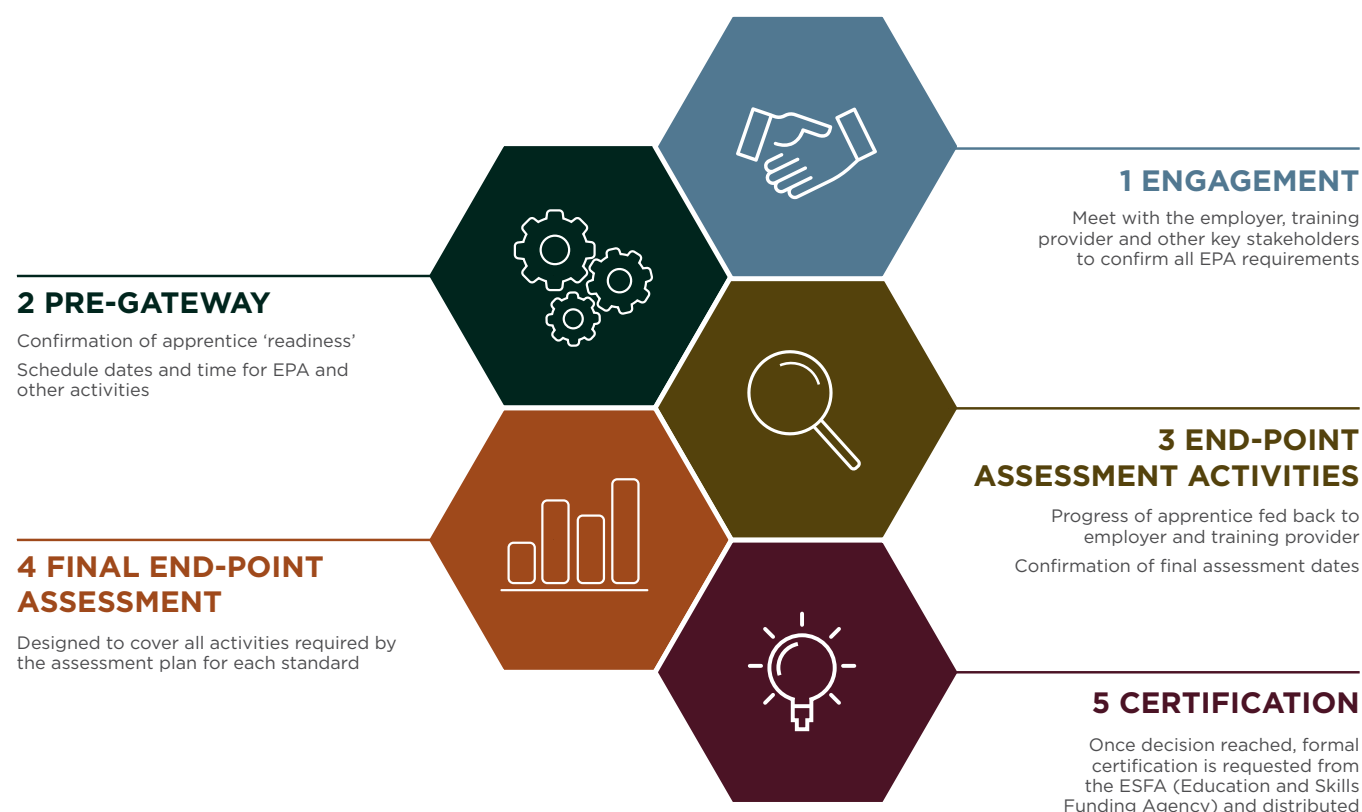 1 ENGAGEMENT
Meet with the employer, training
provider and other key stakeholders
to confirm all EPA requirements
2 PRE-GATEWAY
Confirmation of apprentice ‘readiness’
Schedule dates and time for EPA and
other activities
3 END-POINT
ASSESSMENT ACTIVITIES
Progress of apprentice fed back to
employer and training provider
Confirmation of final assessment dates
4 FINAL END-POINT
ASSESSMENT
Designed to cover all activities required by
the assessment plan for each standard
5 CERTIFICATION
Once decision reached, formal
certification is requested from
the ESFA (Education and Skills
Funding Agency) and distributed